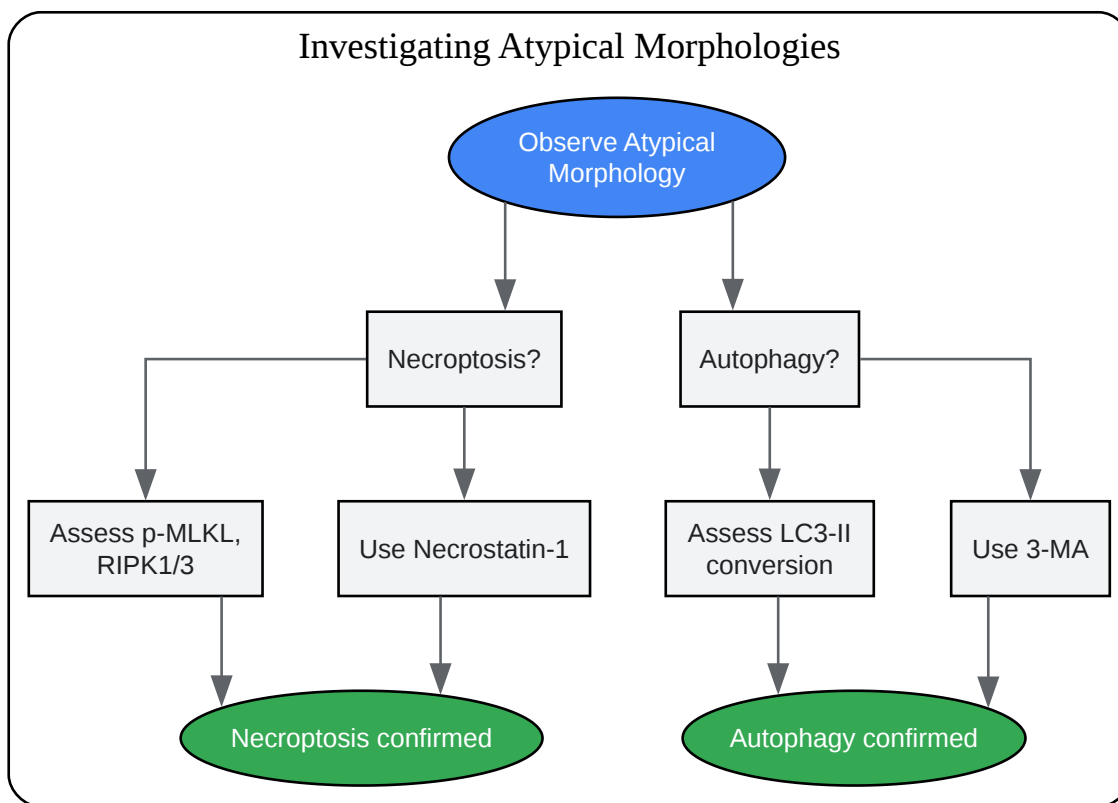 Investigating Atypical Morphologies
Observe Atypical
Morphology
Necroptosis?
Autophagy?
Assess p-MLKL,
RIPK1/3
Use Necrostatin-1
Assess LC3-II
conversion
Use 3-MA
Necroptosis confirmed
Autophagy confirmed